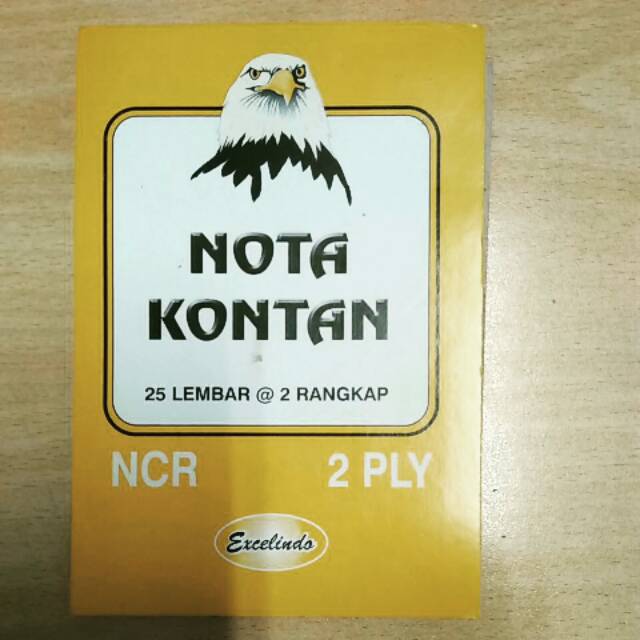 NOTA
KONTAN
25 LEMBAR @ 2 RANGKAP
NCR 2 PLY
Excelindo